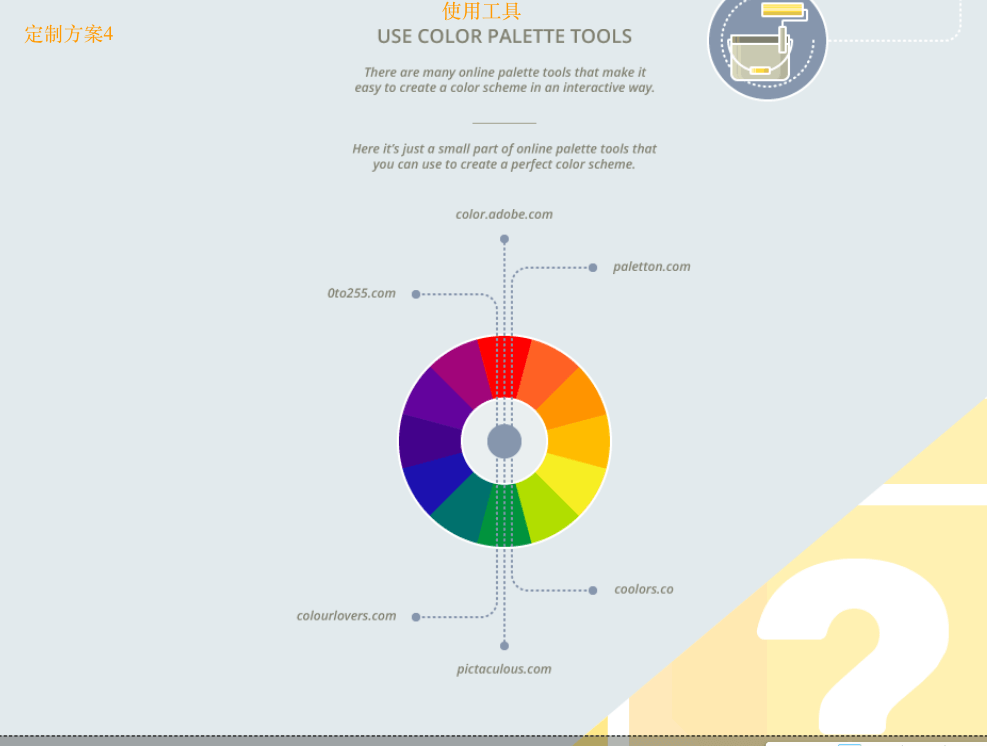 使用工具
定制方案4
USE COLOR PALETTE TOOLS
There are many online palette tools that make it
easy to create a color scheme in an interactive way.
Here it's just a small part of online palette tools that
you can use to create a perfect color scheme.
color.adobe.com
paletton.com
0to255.com
coolors.co
colourlovers.com
pictaculous.com
?